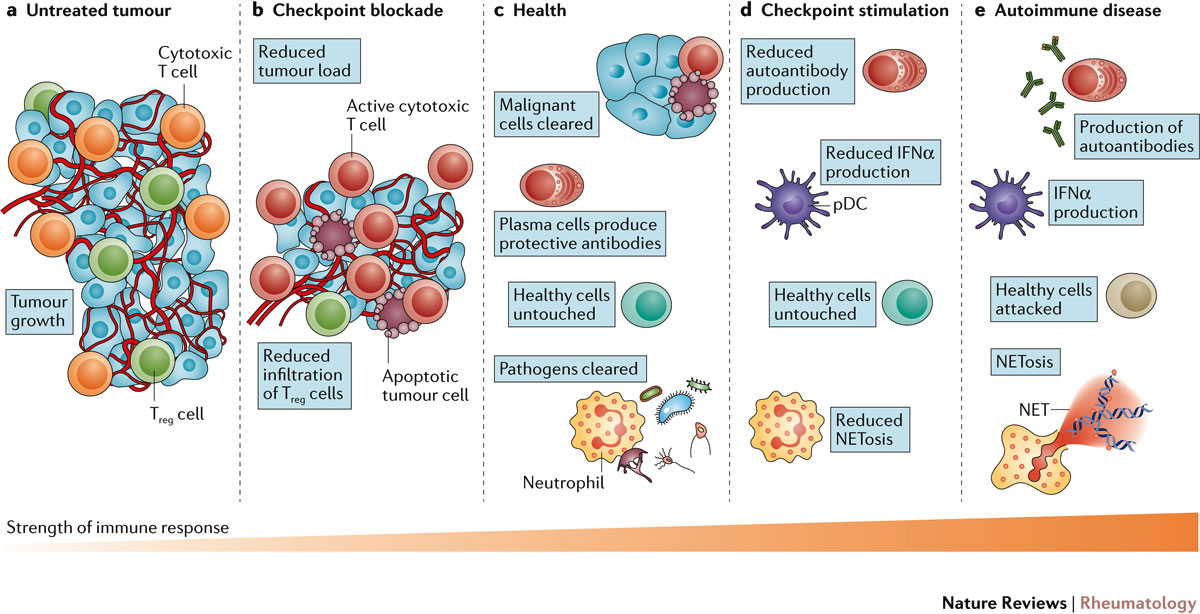 a Untreated tumour
Cytotoxic
T cell
Tumour
growth
Treg cell
b Checkpoint blockade
Reduced
tumour load
Active cytotoxic
T cell
Reduced
infiltration
of Treg cells
Apoptotic
tumour cell
c Health
Malignant
cells cleared
Plasma cells produce
protective antibodies
Healthy cells
untouched
Pathogens cleared
Neutrophil
d Checkpoint stimulation
Reduced
autoantibody
production
Reduced IFNα
production
pDC
Healthy cells
untouched
Reduced
NETosis
e Autoimmune disease
Production of
autoantibodies
IFNα
production
Healthy cells
attacked
NETosis
NET
Strength of immune response
Nature Reviews | Rheumatology